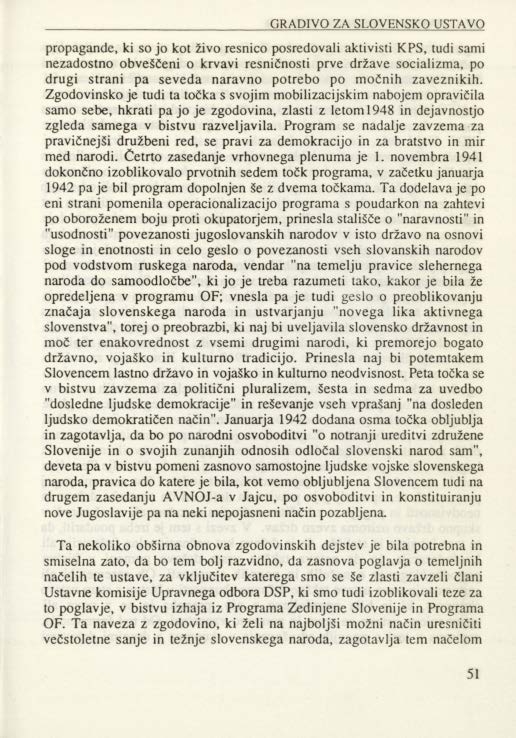 GRADIVO ZA SLOVENSKO USTAVO
propagande, ki so jo kot živo resnico posredovali aktivisti KPS, tudi sami
nezadostno obveščeni o krvavi resničnosti prve države socializma, po
drugi strani pa seveda naravno potrebo po močnih zaveznikih.
Zgodovinsko je tudi ta točka s svojim mobilizacijskim nabojem opravičila
samo sebe, hkrati pa jo je zgodovina, zlasti z letom1948 in dejavnostjo
zgleda samega v bistvu razveljavila. Program se nadalje zavzema za
pravičnejši družbeni red, se pravi za demokracijo in za bratstvo in mir
med narodi. Četrto zasedanje vrhovnega plenuma je 1. novembra 1941
dokončno izoblikovalo prvotnih sedem točk programa, v začetku januarja
1942 pa je bil program dopolnjen še z dvema točkama. Ta dodelava je po
eni strani pomenila operacionalizacijo programa s poudarkom na zahtevi
po oboroženem boju proti okupatorjem, prinesla stališče o "naravnosti" in
"usodnosti" povezanosti jugoslovanskih narodov v isto državo na osnovi
sloge in enotnosti in celo geslo o povezanosti vseh slovanskih narodov
pod vodstvom ruskega naroda, vendar "na temelju pravice slehernega
naroda do samoodločbe", ki jo je treba razumeti tako, kakor je bila že
opredeljena v programu OF; vnesla pa je tudi geslo o preoblikovanju
značaja slovenskega naroda in ustvarjanju "novega lika aktivnega
slovenstva", torej o preobrazbi, ki naj bi uveljavila slovensko državnost in
moč ter enakovrednost z vsemi drugimi narodi, ki premorejo bogato
državno, vojaško in kulturno tradicijo. Prinesla naj bi potemtakem
Slovencem lastno državo in vojaško in kulturno neodvisnost. Peta točka se
v bistvu zavzema za politični pluralizem, šesta in sedma za uvedbo
"dosledne ljudske demokracije" in reševanje vseh vprašanj "na dosleden
ljudsko demokratičen način". Januarja 1942 dodana osma točka obljublja
in zagotavlja, da bo po narodni osvoboditvi "o notranji ureditvi združene
Slovenije in o svojih zunanjih odnosih odločal slovenski narod sam",
deveta pa v bistvu pomeni zasnovo samostojne ljudske vojske slovenskega
naroda, pravica do katere je bila, kot vemo obljubljena Slovencem tudi na
drugem zasedanju AVNOJ-a v Jajcu, po osvoboditvi in konstituiranju
nove Jugoslavije pa na neki nepojasneni način pozabljena.
Ta nekoliko obširna obnova zgodovinskih dejstev je bila potrebna in
smiselna zato, da bo tem bolj razvidno, da zasnova poglavja o temeljnih
načelih te ustave, za vključitev katerega smo se še zlasti zavzeli člani
Ustavne komisije Upravnega odbora DSP, ki smo tudi izoblikovali teze za
to poglavje, v bistvu izhaja iz Programa Zedinjene Slovenije in Programa
OF. Ta naveza z zgodovino, ki želi na najboljši možni način uresničiti
večstoletne sanje in težnje slovenskega naroda, zagotavlja tem načelom
51